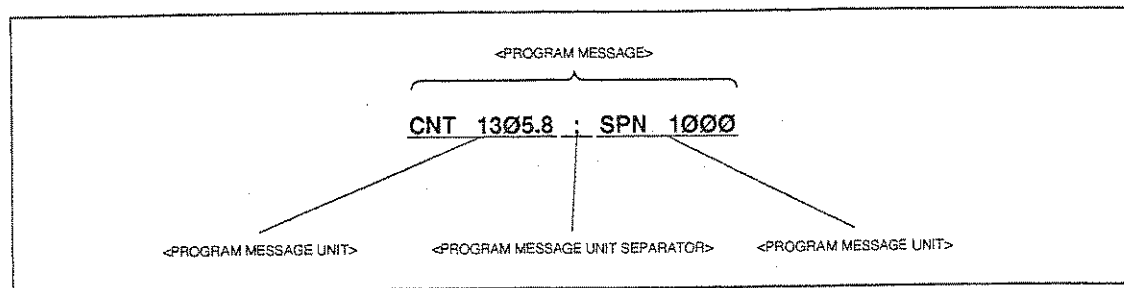 <PROGRAM MESSAGE>
CNT 13Ø5.8 ; SPN 1ØØØ
<PROGRAM MESSAGE UNIT> <PROGRAM MESSAGE UNIT SEPARATOR> <PROGRAM MESSAGE UNIT>